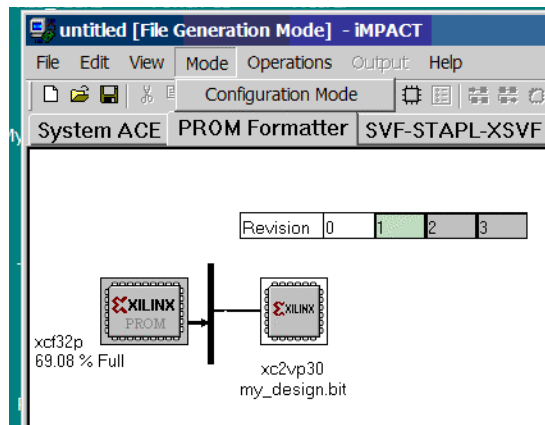 untitled [File Generation Mode] - iMPACT
File Edit View Mode Operations Output Help
Configuration Mode
System ACE PROM Formatter SVF-STAPL-XSVF
Revision 0 1 2 3
XILINX
PROM
XILINX
xcf32p
69.08 % Full
xc2vp30
my_design.bit